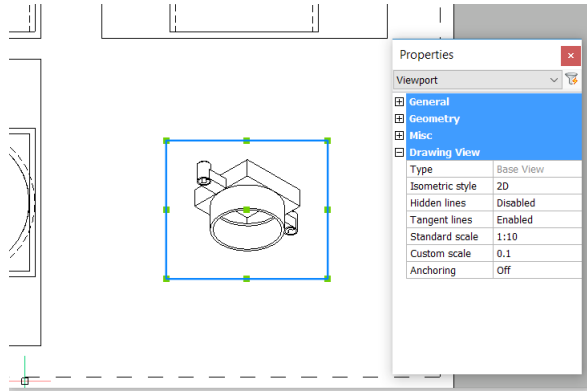 Properties
Viewport
General
Geometry
Misc
Drawing View
Type Base View
Isometric style 2D
Hidden lines Disabled
Tangent lines Enabled
Standard scale 1:10
Custom scale 0.1
Anchoring Off